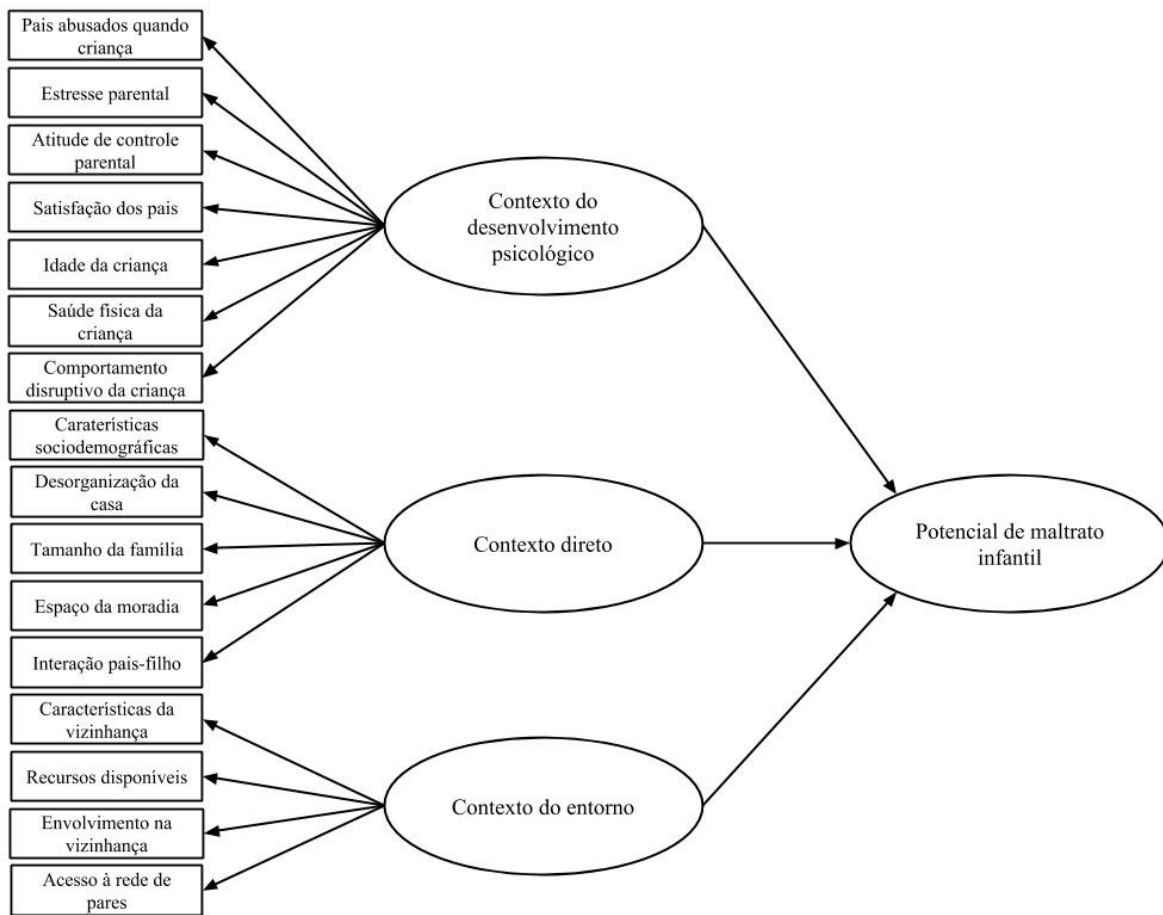 Pais abusados quando
criança
Estresse parental
Atitude de controle
parental
Satisfação dos pais
Idade da criança
Saúde física da
criança
Comportamento
disruptivo da criança
Caraterísticas
sociodemográficas
Desorganização da
casa
Tamanho da família
Espaço da moradia
Interação pais-filho
Características da
vizinhança
Recursos disponíveis
Envolvimento na
vizinhança
Acesso à rede de
pares
Contexto do
desenvolvimento
psicológico
Contexto direto
Contexto do entorno
Potencial de maltrato
infantil